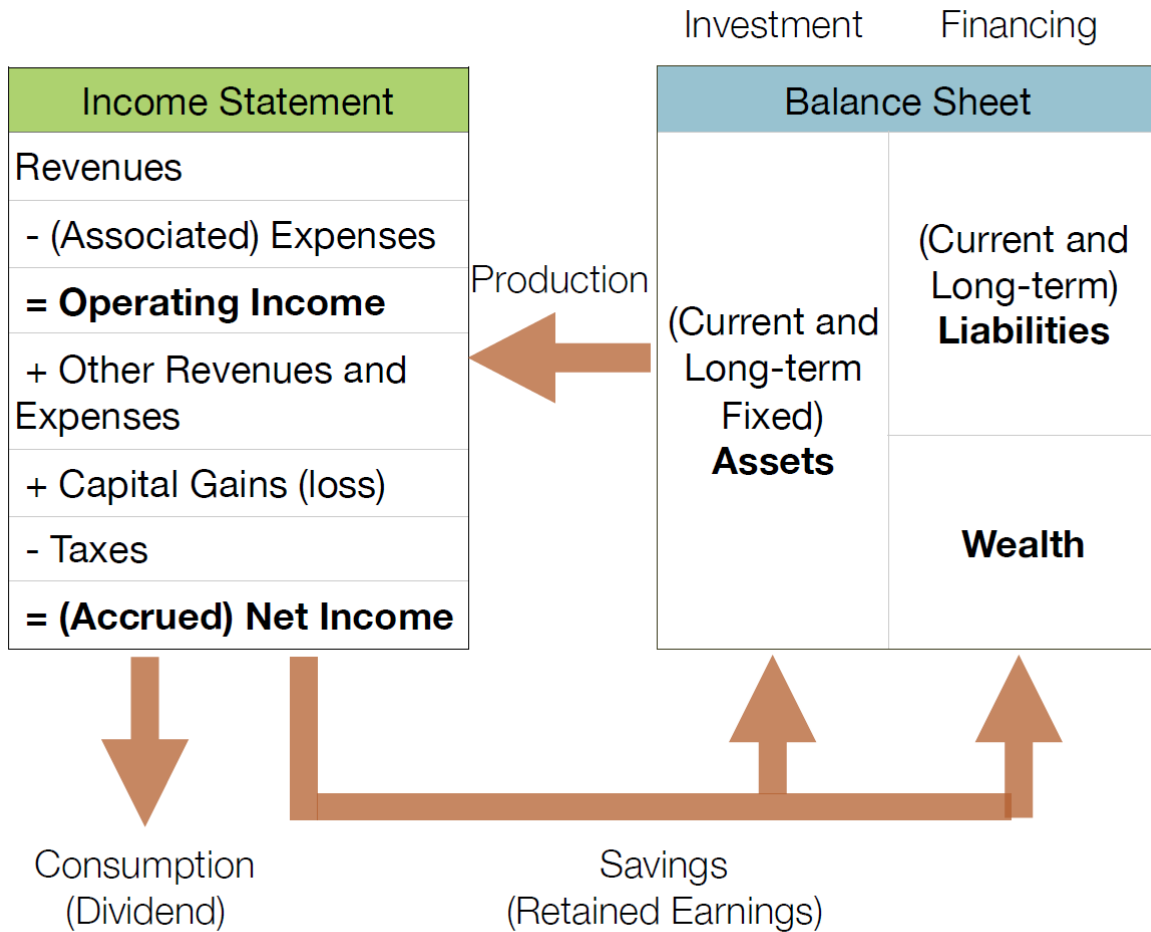 Investment
Financing
Income Statement
Revenues
- (Associated) Expenses
= Operating Income
+ Other Revenues and
Expenses
+ Capital Gains (loss)
- Taxes
= (Accrued) Net Income
Production
Balance Sheet
(Current and
Long-term
Fixed)
Assets
(Current and
Long-term)
Liabilities
Wealth
Consumption
(Dividend)
Savings
(Retained Earnings)